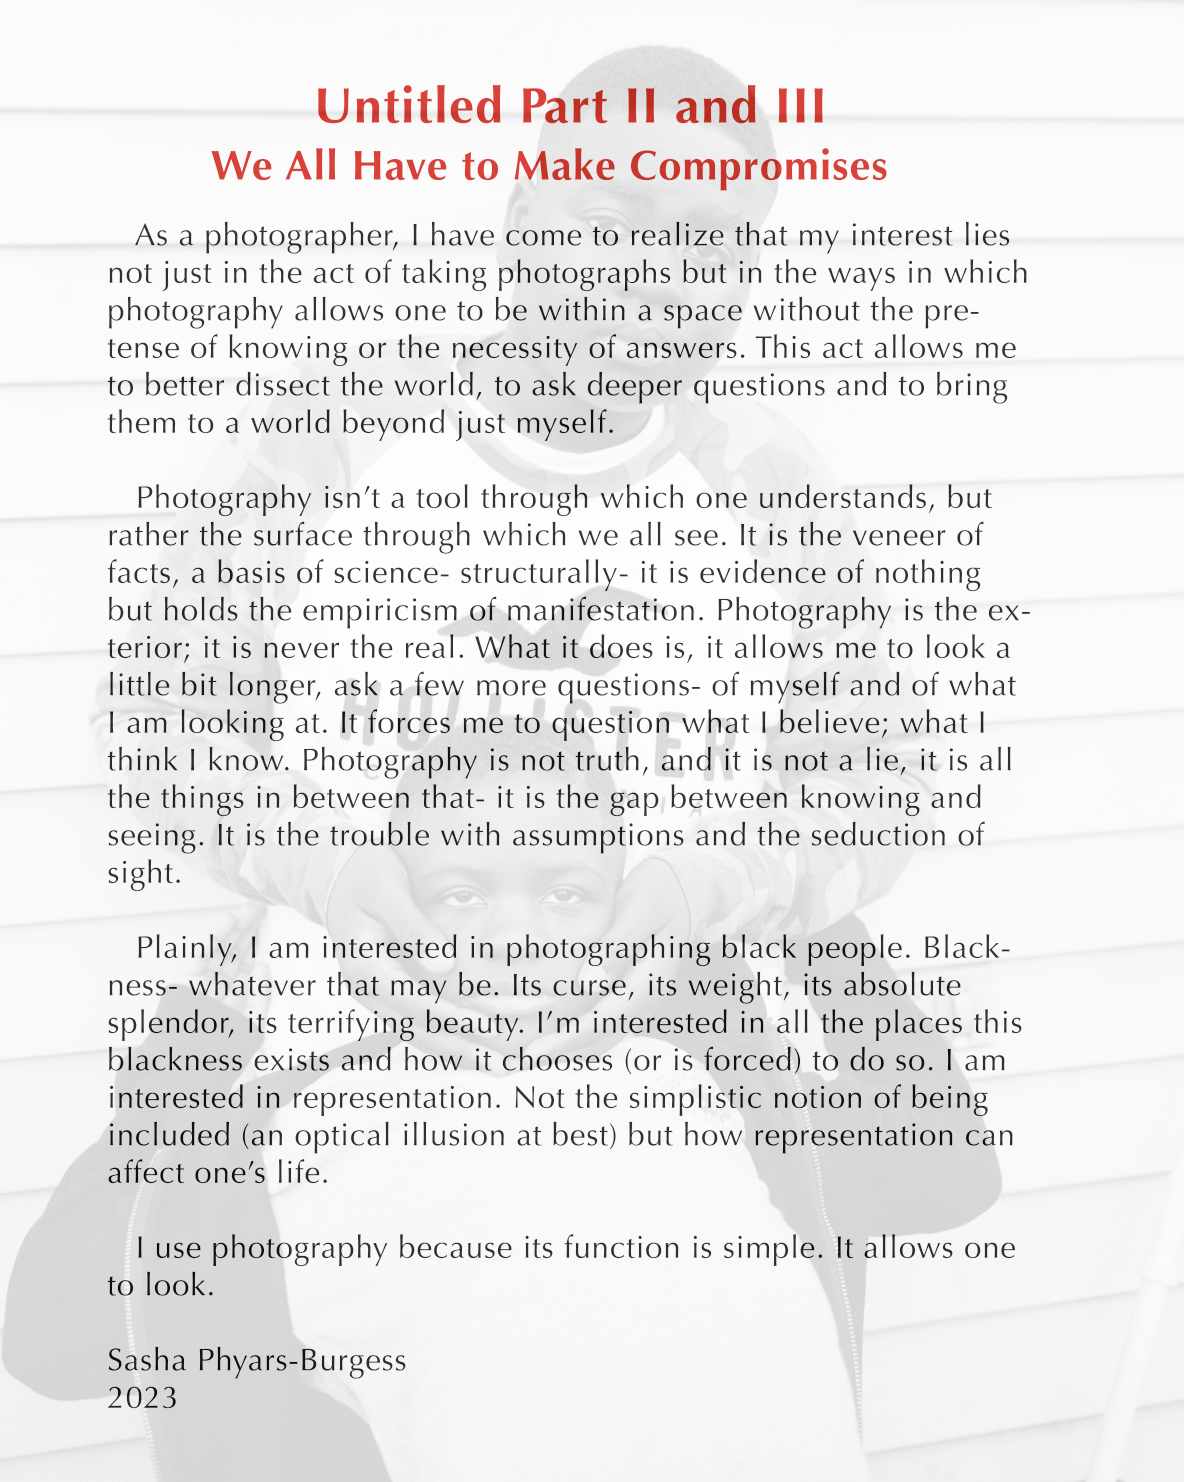 Untitled Part II and III
We All Have to Make Compromises
As a photographer, I have come to realize that my interest lies
not just in the act of taking photographs but in the ways in which
photography allows one to be within a space without the pre-
tense of knowing or the necessity of answers. This act allows me
to better dissect the world, to ask deeper questions and to bring
them to a world beyond just myself.
Photography isn’t a tool through which one understands, but
rather the surface through which we all see. It is the veneer of
facts, a basis of science- structurally- it is evidence of nothing
but holds the empiricism of manifestation. Photography is the ex-
terior; it is never the real. What it does is, it allows me to look a
little bit longer, ask a few more questions- of myself and of what
I am looking at. It forces me to question what I believe; what I
think I know. Photography is not truth, and it is not a lie, it is all
the things in between that- it is the gap between knowing and
seeing. It is the trouble with assumptions and the seduction of
sight.
Plainly, I am interested in photographing black people. Black-
ness- whatever that may be. Its curse, its weight, its absolute
splendor, its terrifying beauty. I’m interested in all the places this
blackness exists and how it chooses (or is forced) to do so. I am
interested in representation. Not the simplistic notion of being
included (an optical illusion at best) but how representation can
affect one’s life.
I use photography because its function is simple. It allows one
to look.
Sasha Phyars-Burgess
2023
HOLLISTER